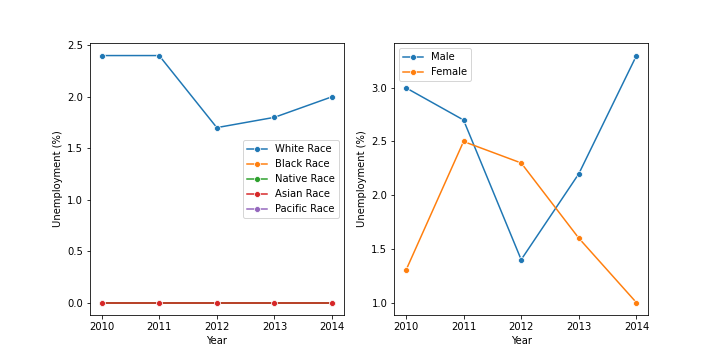 2.5
2.0
1.5
1.0
0.5
0.0
Unemployment (%)
White Race
Black Race
Native Race
Asian Race
Pacific Race
2010 2011 2012 2013 2014
Year
3.0
2.5
2.0
1.5
1.0
Unemployment (%)
Male
Female
2010 2011 2012 2013 2014
Year